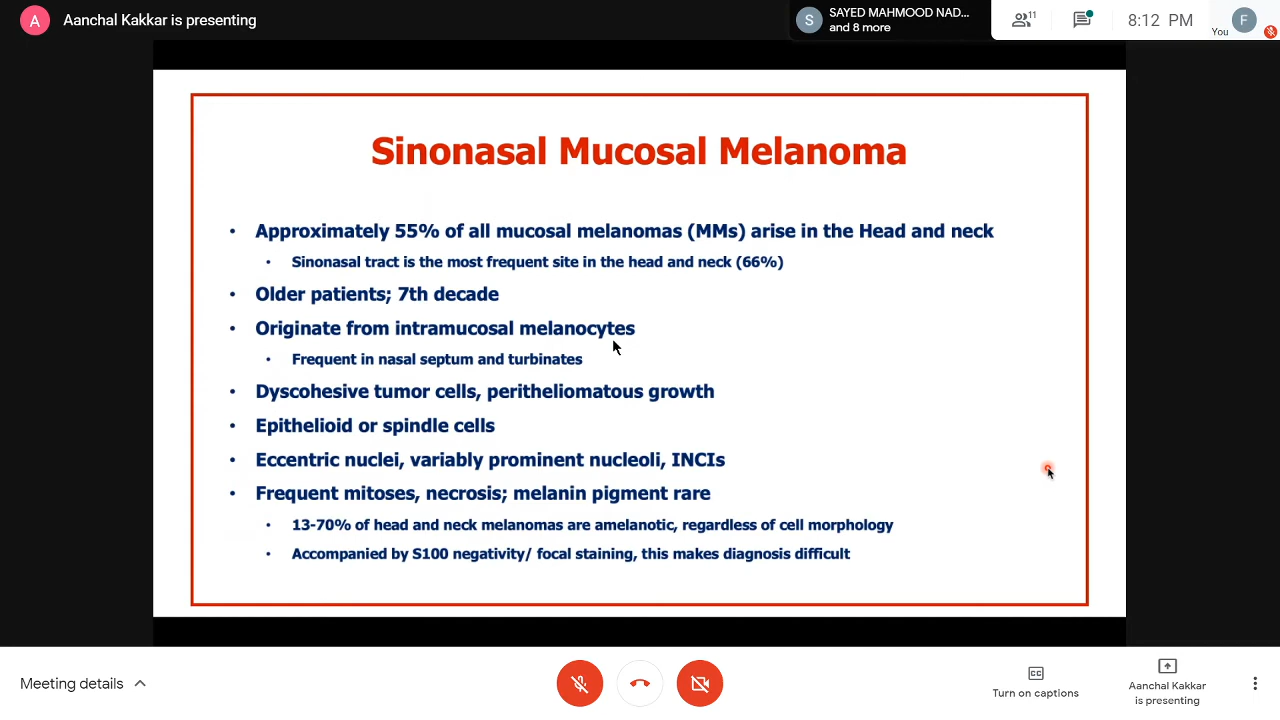 A
Aanchal Kakkar is presenting
S
SAYED MAHMOOD NAD...
and 8 more
11
8:12 PM
You
F
Sinonasal Mucosal Melanoma
• Approximately 55% of all mucosal melanomas (MMs) arise in the Head and neck
• Sinonasal tract is the most frequent site in the head and neck (66%)
• Older patients; 7th decade
• Originate from intramucosal melanocytes
• Frequent in nasal septum and turbinates
• Dyscohesive tumor cells, peritheliomatous growth
• Epithelioid or spindle cells
• Eccentric nuclei, variably prominent nucleoli, INCIs
• Frequent mitoses, necrosis; melanin pigment rare
• 13-70% of head and neck melanomas are amelanotic, regardless of cell morphology
• Accompanied by S100 negativity/ focal staining, this makes diagnosis difficult
Meeting details
CC
Turn on captions
Aanchal Kakkar
is presenting